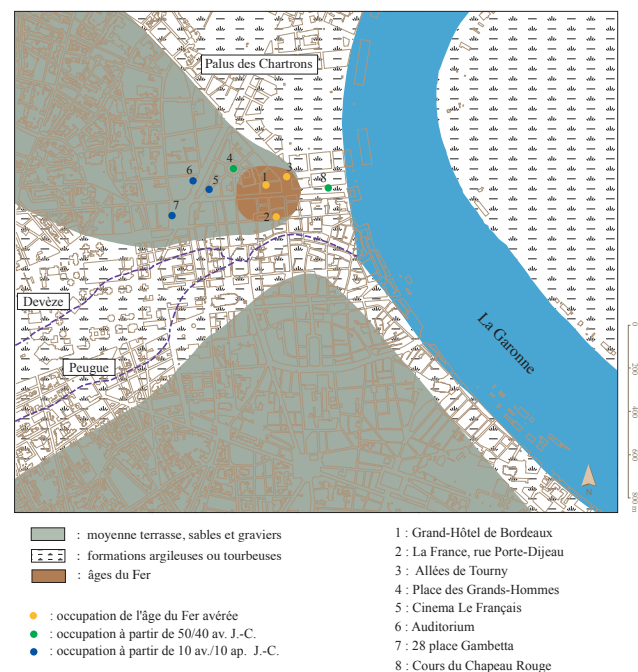 Palus des Chartrons
4
3
8
6
1
5
7
2
Devèze
La Garonne
Peugue
0
200
400
600
800 m
N
: moyenne terrasse, sables et graviers
: formations argileuses ou tourbeuses
: âges du Fer
: occupation de l'âge du Fer avérée
: occupation à partir de 50/40 av. J.-C.
: occupation à partir de 10 av./10 ap. J.-C.
1 : Grand-Hôtel de Bordeaux
2 : La France, rue Porte-Dijeau
3 : Allées de Tourny
4 : Place des Grands-Hommes
5 : Cinema Le Français
6 : Auditorium
7 : 28 place Gambetta
8 : Cours du Chapeau Rouge